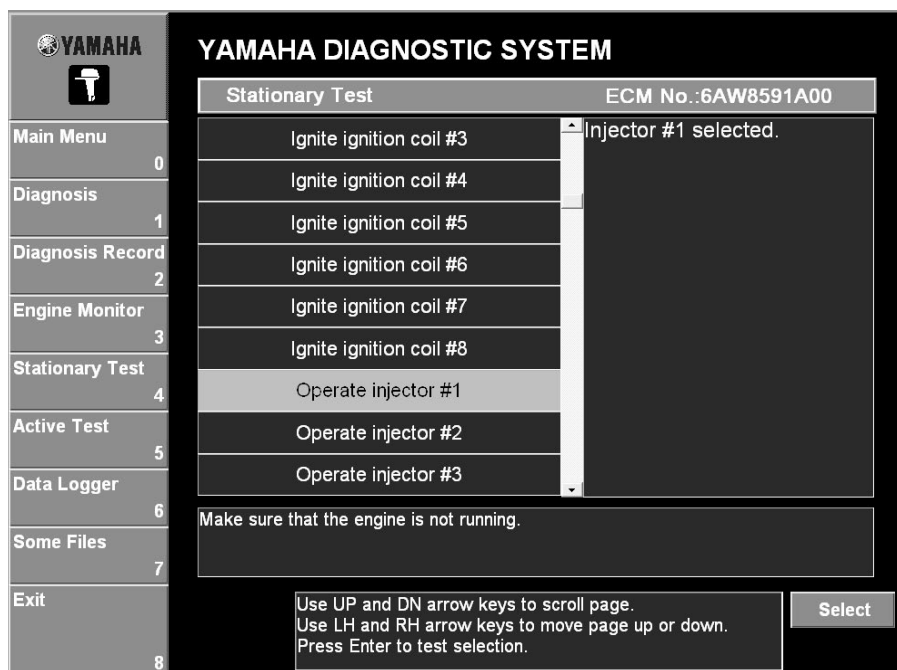 YAMAHA
YAMAHA DIAGNOSTIC SYSTEM
Stationary Test ECM No.:6AW8591A00
Main Menu
0
Diagnosis
1
Diagnosis Record
2
Engine Monitor
3
Stationary Test
4
Active Test
5
Data Logger
6
Some Files
7
Exit
8
Ignite ignition coil #3
Ignite ignition coil #4
Ignite ignition coil #5
Ignite ignition coil #6
Ignite ignition coil #7
Ignite ignition coil #8
Operate injector #1
Operate injector #2
Operate injector #3
Injector #1 selected.
Make sure that the engine is not running.
Use UP and DN arrow keys to scroll page.
Use LH and RH arrow keys to move page up or down.
Press Enter to test selection.
Select